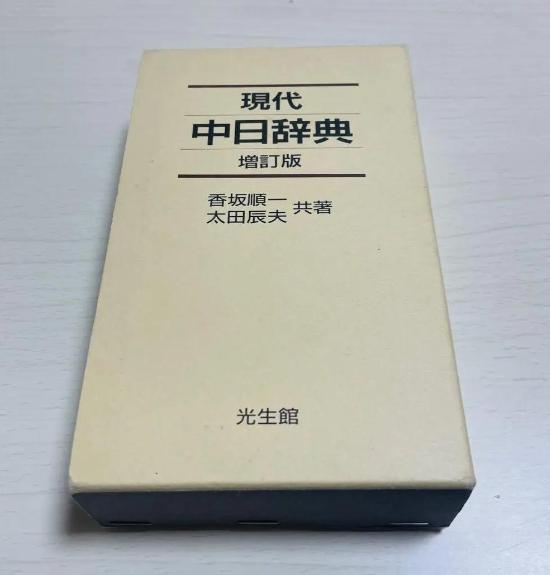 現代
中日辞典
増訂版
香坂順一
太田辰夫 共著
光生館